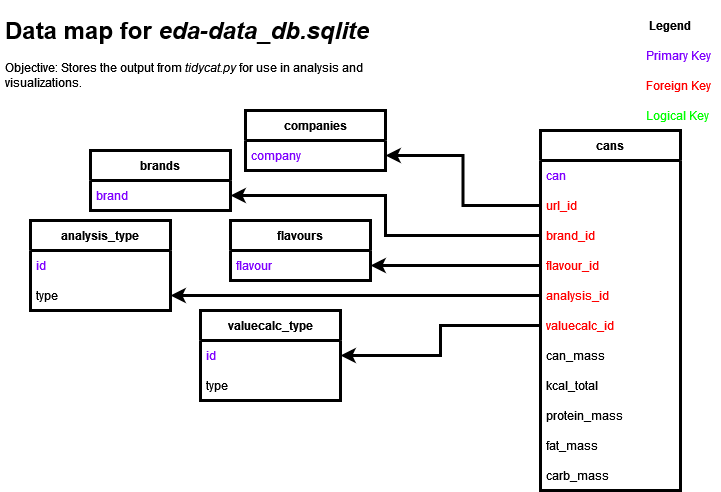 Data map for eda-data_db.sqlite
Objective: Stores the output from tidycat.py for use in analysis and
visualizations.
Legend
Primary Key
Foreign Key
Logical Key
companies
company
brands
brand
analysis_type
id
type
flavours
flavour
valuecalc_type
id
type
cans
can
url_id
brand_id
flavour_id
analysis_id
valuecalc_id
can_mass
kcal_total
protein_mass
fat_mass
carb_mass